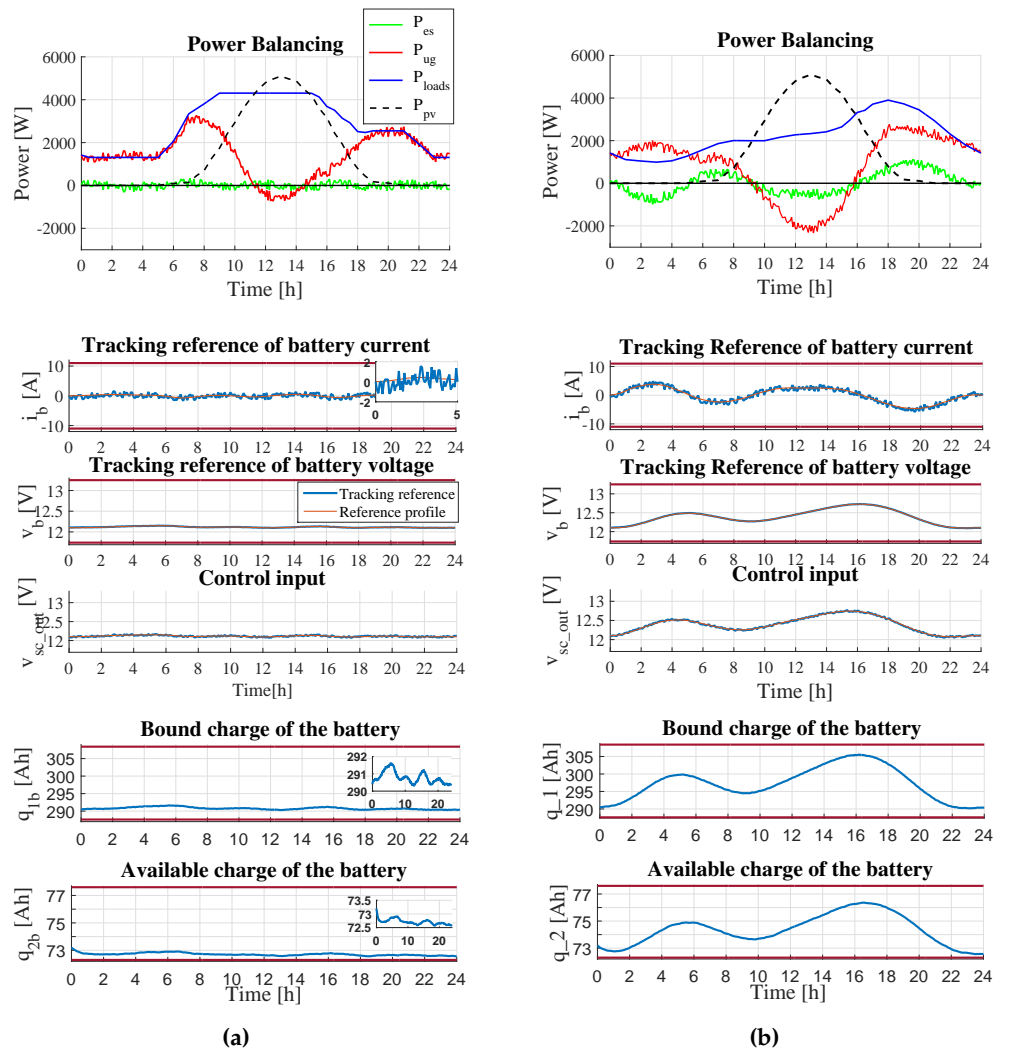 Power Balancing
P_es
P_ug
P_loads
P_pv
6000
4000
2000
0
-2000
Power [W]
0 2 4 6 8 10 12 14 16 18 20 22 24
Time [h]
Tracking reference of battery current
10
0
-10
i_b [A]
2
0
-2
0 5
0 2 4 6 8 10 12 14 16 18 20 22 24
Tracking reference of battery voltage
13
12.5
12
v_b [V]
Tracking reference
Reference profile
0 2 4 6 8 10 12 14 16 18 20 22 24
Control input
13
12.5
12
v_sc_out [V]
0 2 4 6 8 10 12 14 16 18 20 22 24
Time[h]
Bound charge of the battery
305
300
295
290
q_1b [Ah]
292
291
290
0 10 20
0 2 4 6 8 10 12 14 16 18 20 22 24
Available charge of the battery
77
75
73
q_2b [Ah]
73.5
73
72.5
0 10 20
0 2 4 6 8 10 12 14 16 18 20 22 24
Time [h]
(a)
Power Balancing
6000
4000
2000
0
-2000
Power [W]
0 2 4 6 8 10 12 14 16 18 20 22 24
Time [h]
Tracking Reference of battery current
10
0
-10
i_b [A]
0 2 4 6 8 10 12 14 16 18 20 22 24
Tracking Reference of battery voltage
13
12.5
12
v_b [V]
0 2 4 6 8 10 12 14 16 18 20 22 24
Control input
13
12.5
12
v_sc_out [V]
0 2 4 6 8 10 12 14 16 18 20 22 24
Time [h]
Bound charge of the battery
305
300
295
290
q_1 [Ah]
0 2 4 6 8 10 12 14 16 18 20 22 24
Available charge of the battery
77
75
73
q_2 [Ah]
0 2 4 6 8 10 12 14 16 18 20 22 24
Time [h]
(b)